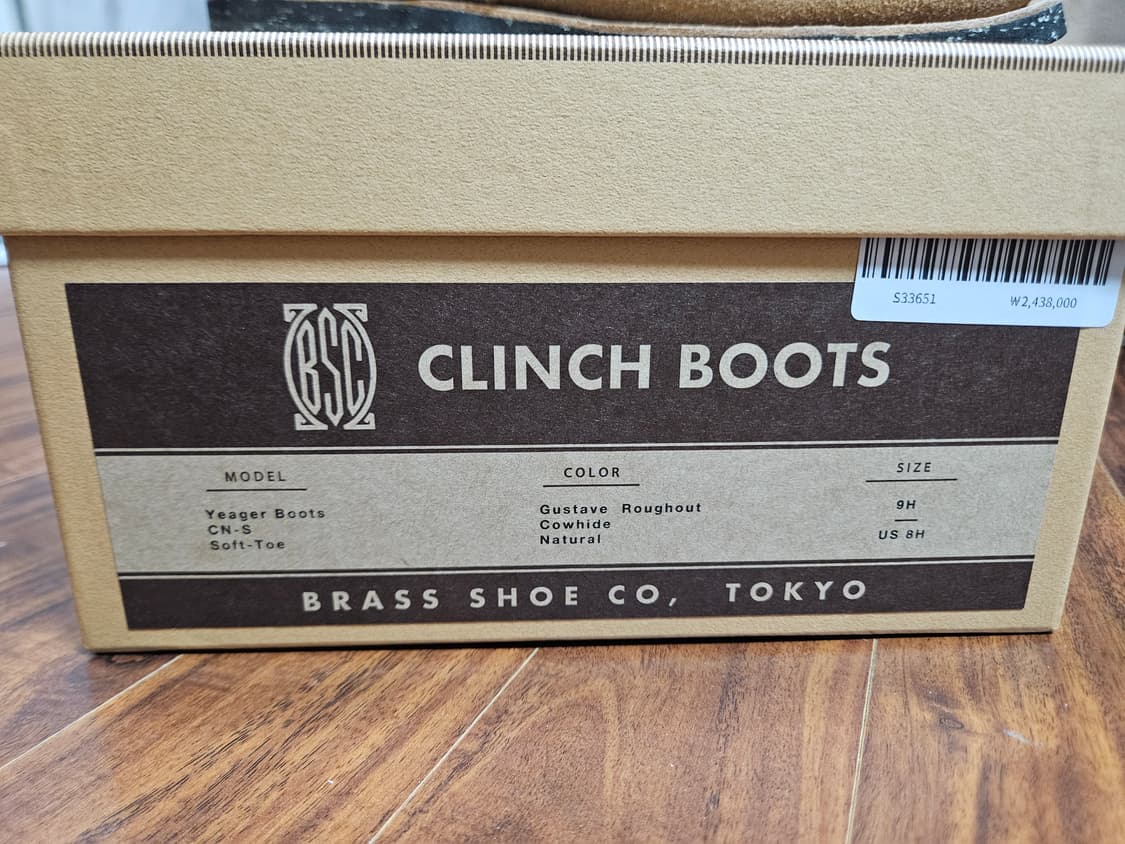 S33651 ₩2,438,000
BSC CLINCH BOOTS
MODEL
Yeager Boots
CN-S
Soft-Toe
COLOR
Gustave Roughout
Cowhide
Natural
SIZE
9H
US 8H
BRASS SHOE CO, TOKYO